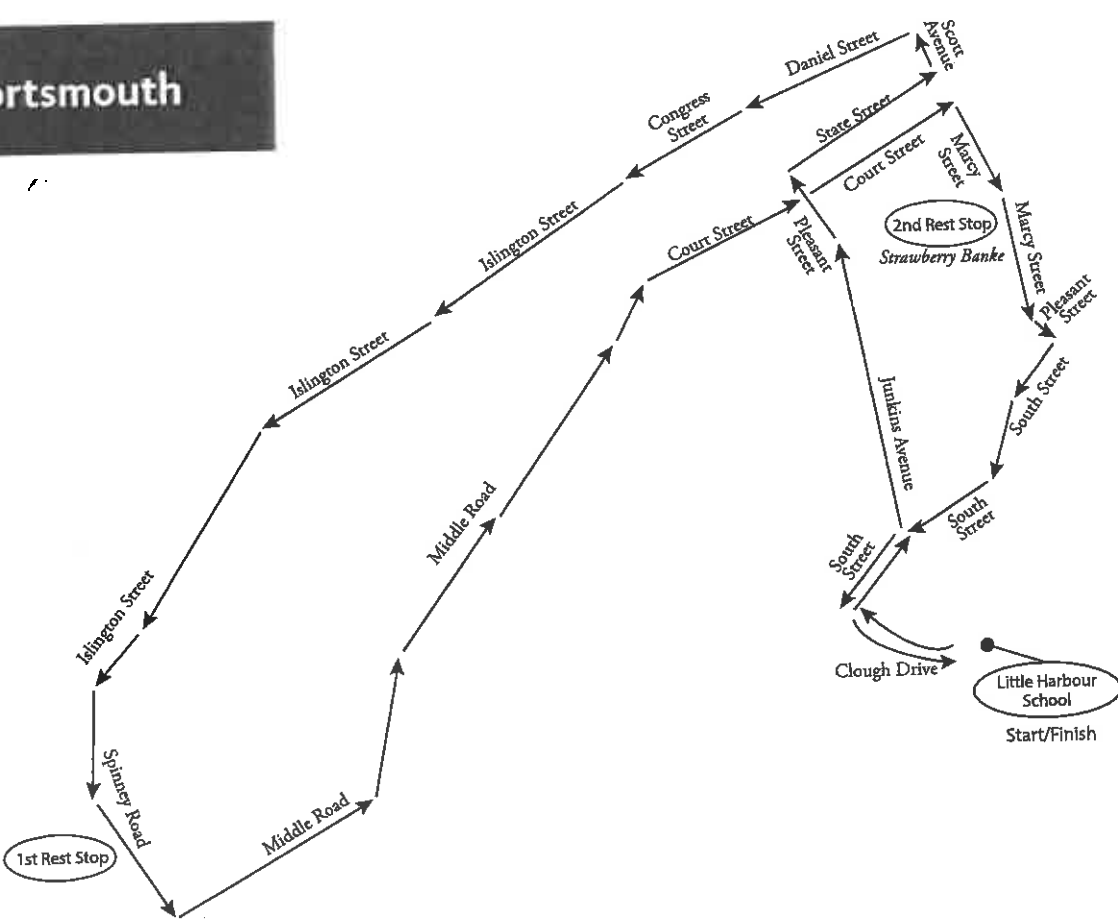 ortsmouth
Scott
Avenue
Daniel Street
Congress
Street
State Street
Court Street
Marcy
Street
Islington Street
Court Street
Pleasant
Street
2nd Rest Stop
Strawberry Banke
Marcy Street
Pleasant
Street
Islington Street
South Street
Junkins Avenue
Middle Road
South
Street
South
Street
Islington Street
Clough Drive
Little Harbour
School
Start/Finish
Spinney Road
Middle Road
1st Rest Stop